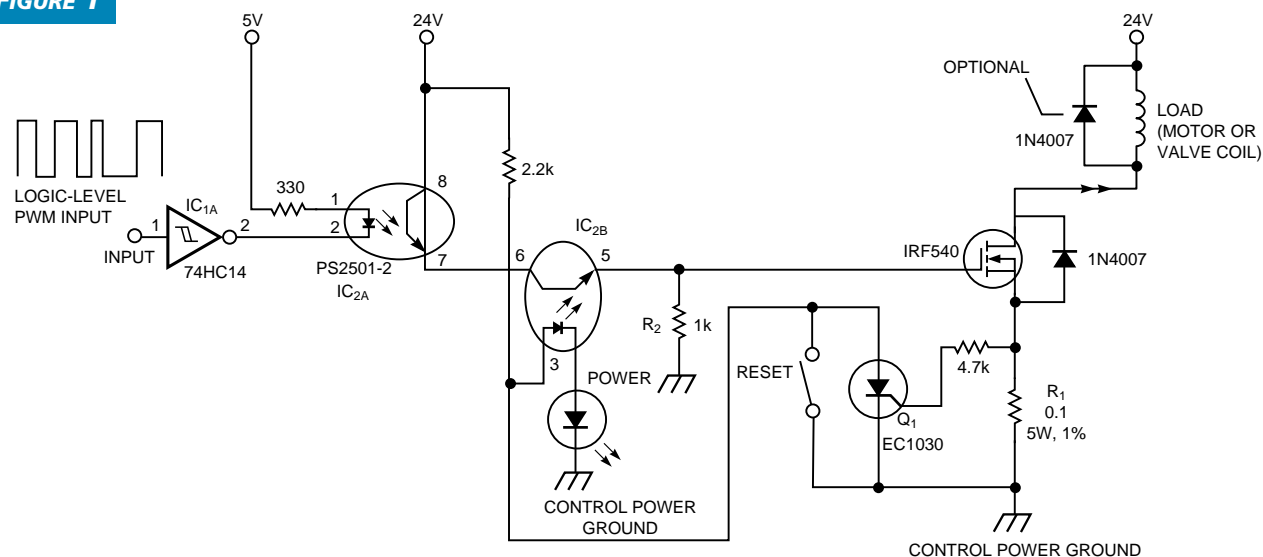 FIGURE 1
5V
24V
24V
OPTIONAL
1N4007
LOAD
(MOTOR OR
VALVE COIL)
LOGIC-LEVEL
PWM INPUT
330
2.2k
IC1A
1
2
INPUT
74HC14
1
2
8
7
PS2501-2
IC2A
IC2B
6
5
3
IRF540
1N4007
R2
1k
POWER
RESET
4.7k
Q1
EC1030
R1
0.1
5W, 1%
CONTROL POWER
GROUND
CONTROL POWER GROUND